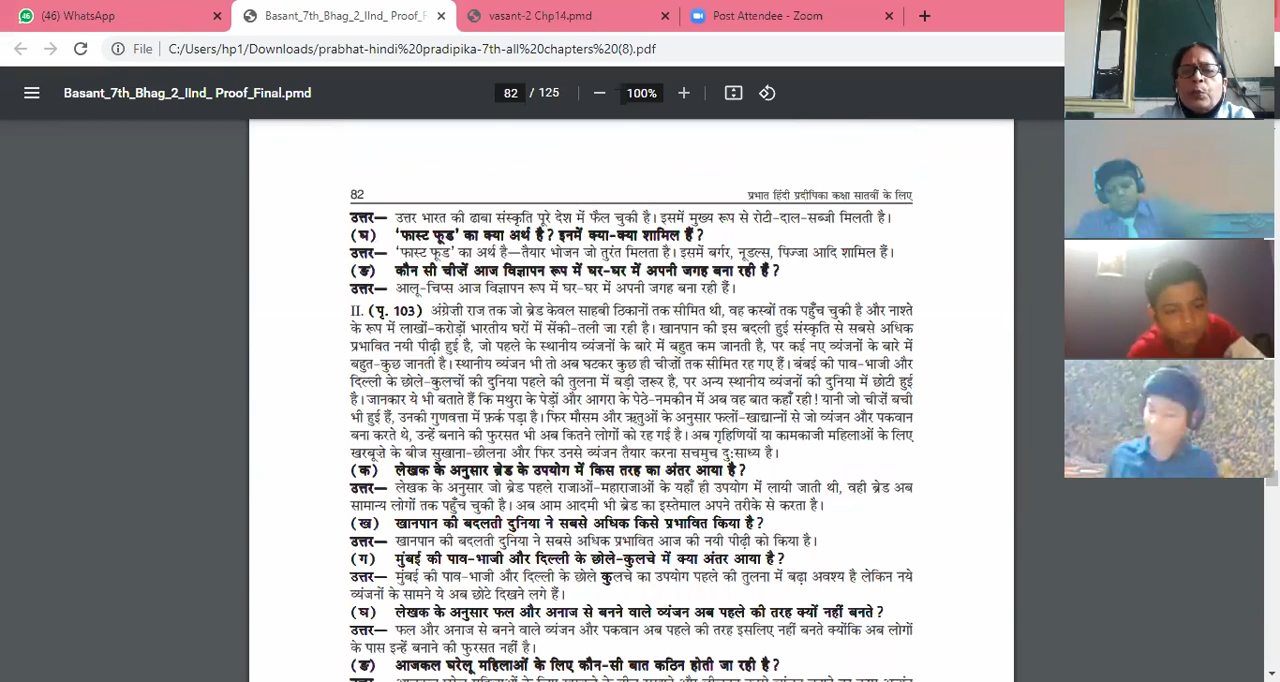 (46) WhatsApp
Basant_7th_Bhag_2_IInd_ Proof_F
vasant-2 Chp14.pmd
Post Attendee - Zoom
File C:/Users/hp1/Downloads/prabhat-hindi%20pradipika-7th-all%20chapters%20(8).pdf
Basant_7th_Bhag_2_IInd_ Proof_Final.pmd
82 / 125
100%
82 प्रभात हिंदी प्रदीपिका कक्षा सातवीं के लिए
उत्तर— उत्तर भारत की ढाबा संस्कृति पूरे देश में फैल चुकी है। इसमें मुख्य रूप से रोटी-दाल-सब्जी मिलती है।
(घ) ‘फास्ट फूड’ का क्या अर्थ है? इनमें क्या-क्या शामिल हैं?
उत्तर— ‘फास्ट फूड’ का अर्थ है—तैयार भोजन जो तुरंत मिलता है। इसमें बर्गर, नूडल्स, पिज्जा आदि शामिल हैं।
(ङ) कौन सी चीज़ें आज विज्ञापन रूप में घर-घर में अपनी जगह बना रही हैं?
उत्तर— आलू-चिप्स आज विज्ञापन रूप में घर-घर में अपनी जगह बना रही हैं।
II. (पृ. 103) अंग्रेज़ी राज तक जो ब्रेड केवल साहबी ठिकानों तक सीमित थी, वह कस्बों तक पहुँच चुकी है और नाश्ते
के रूप में लाखों-करोड़ों भारतीय घरों में सेंकी-तली जा रही है। खानपान की इस बदली हुई संस्कृति से सबसे अधिक
प्रभावित नयी पीढ़ी हुई है, जो पहले के स्थानीय व्यंजनों के बारे में बहुत कम जानती है, पर कई नए व्यंजनों के बारे में
बहुत-कुछ जानती है। स्थानीय व्यंजन भी तो अब घटकर कुछ ही चीज़ों तक सीमित रह गए हैं। बंबई की पाव-भाजी और
दिल्ली के छोले-कुलचों की दुनिया पहले की तुलना में बड़ी ज़रूर है, पर अन्य स्थानीय व्यंजनों की दुनिया में छोटी हुई
है। जानकार ये भी बताते हैं कि मथुरा के पेड़ों और आगरा के पेठे-नमकीन में अब वह बात कहाँ रही! यानी जो चीज़ें बची
भी हुई हैं, उनकी गुणवत्ता में फ़र्क पड़ा है। फिर मौसम और ऋतुओं के अनुसार फलों-खाद्यान्नों से जो व्यंजन और पकवान
बना करते थे, उन्हें बनाने की फुरसत भी अब कितने लोगों को रह गई है। अब गृहिणियों या कामकाजी महिलाओं के लिए
खरबूजे के बीज सुखाना-छीलना और फिर उनसे व्यंजन तैयार करना सचमुच दु:साध्य है।
(क) लेखक के अनुसार ब्रेड के उपयोग में किस तरह का अंतर आया है?
उत्तर— लेखक के अनुसार जो ब्रेड पहले राजाओं-महाराजाओं के यहाँ ही उपयोग में लायी जाती थी, वही ब्रेड अब
सामान्य लोगों तक पहुँच चुकी है। अब आम आदमी भी ब्रेड का इस्तेमाल अपने तरीके से करता है।
(ख) खानपान की बदलती दुनिया ने सबसे अधिक किसे प्रभावित किया है?
उत्तर— खानपान की बदलती दुनिया ने सबसे अधिक प्रभावित आज की नयी पीढ़ी को किया है।
(ग) मुंबई की पाव-भाजी और दिल्ली के छोले-कुलचे में क्या अंतर आया है?
उत्तर— मुंबई की पाव-भाजी और दिल्ली के छोले कुलचे का उपयोग पहले की तुलना में बढ़ा अवश्य है लेकिन नये
व्यंजनों के सामने ये अब छोटे दिखने लगे हैं।
(घ) लेखक के अनुसार फल और अनाज से बनने वाले व्यंजन अब पहले की तरह क्यों नहीं बनते?
उत्तर— फल और अनाज से बनने वाले व्यंजन और पकवान अब पहले की तरह इसलिए नहीं बनते क्योंकि अब लोगों
के पास इन्हें बनाने की फुरसत नहीं है।
(ङ) आजकल घरेलू महिलाओं के लिए कौन-सी बात कठिन होती जा रही है?